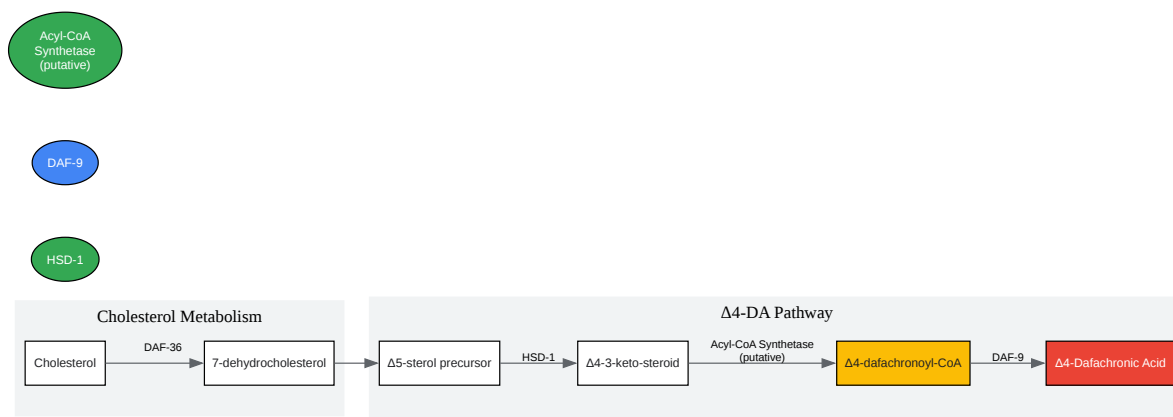 Acyl-CoA
Synthetase
(putative)
DAF-9
HSD-1
Cholesterol Metabolism
Δ4-DA Pathway
Cholesterol
DAF-36
7-dehydrocholesterol
Δ5-sterol precursor
HSD-1
Δ4-3-keto-steroid
Acyl-CoA Synthetase
(putative)
Δ4-dafachronoyl-CoA
DAF-9
Δ4-Dafachronic Acid